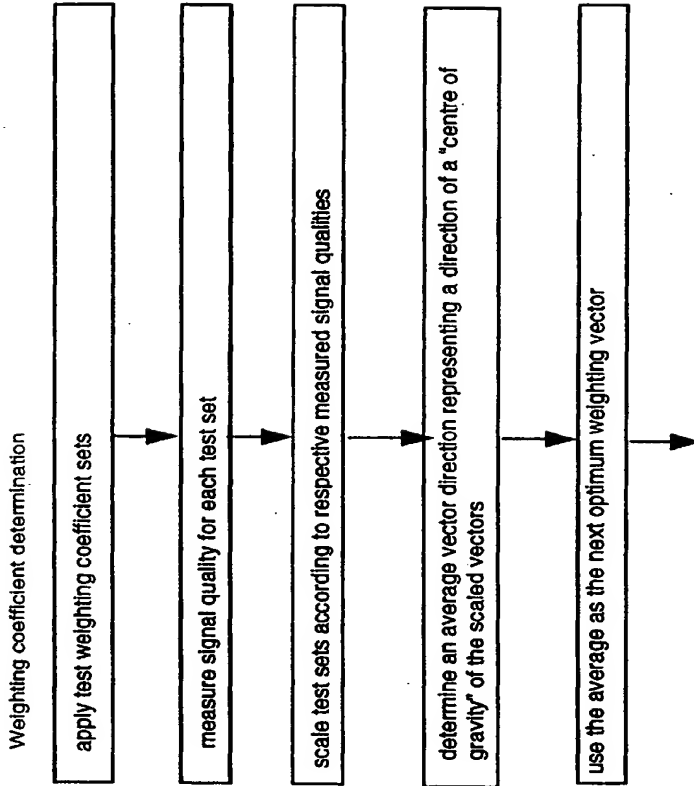 Weighting coefficient determination
apply test weighting coefficient sets
measure signal quality for each test set
scale test sets according to respective measured signal qualities
determine an average vector direction representing a direction of a "centre of
gravity" of the scaled vectors
use the average as the next optimum weighting vector